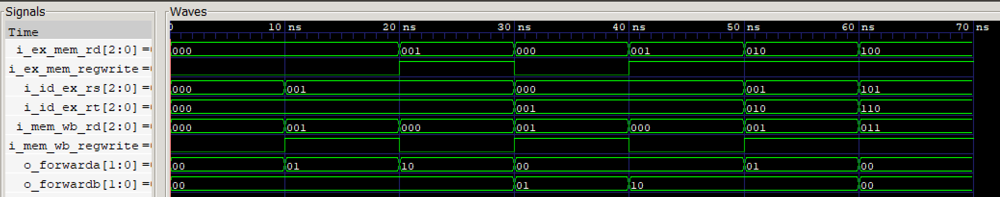 Signals Waves
Time 0 10 ns 20 ns 30 ns 40 ns 50 ns 60 ns 70 ns
i_ex_mem_rd[2:0] = 000 001 000 001 010 100
i_ex_mem_regwrite =
i_id_ex_rs[2:0] = 000 001 000 001 101
i_id_ex_rt[2:0] = 000 001 010 110
i_mem_wb_rd[2:0] = 000 001 000 001 000 001 011
i_mem_wb_regwrite =
o_forwarda[1:0] = 00 01 10 00 01 00
o_forwardb[1:0] = 00 01 10 00